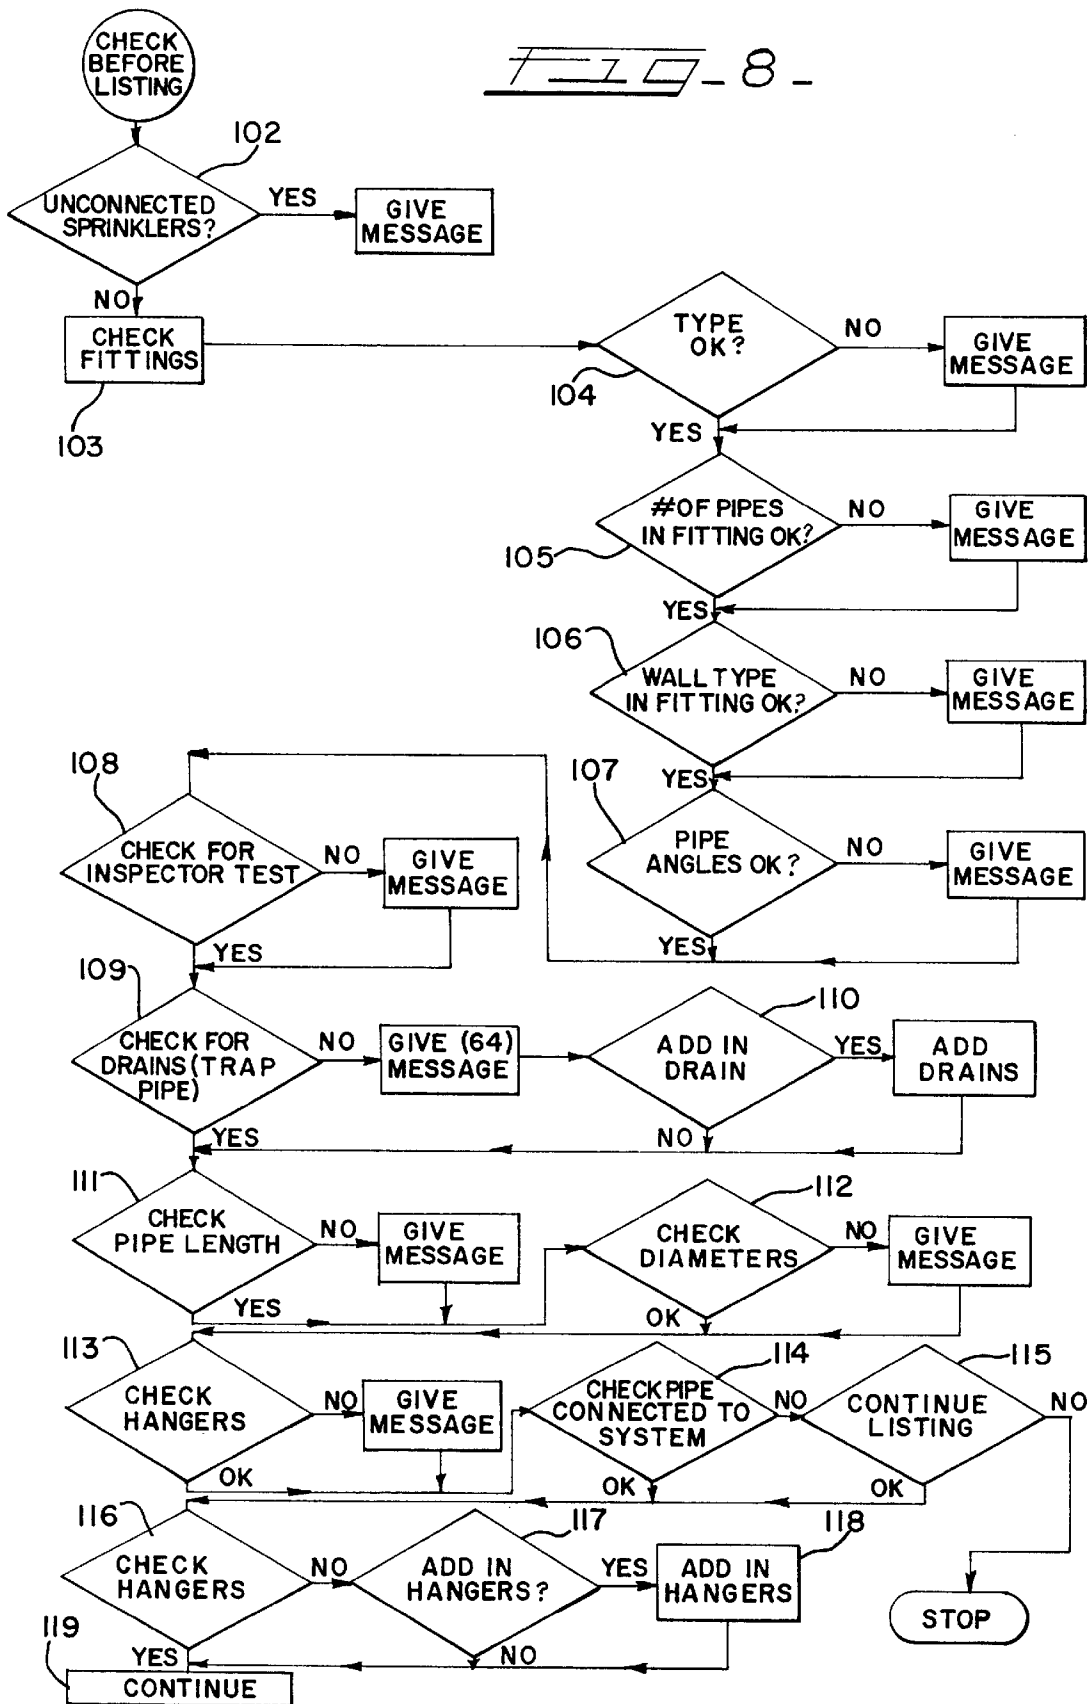 CHECK
BEFORE
LISTING
Fig-8-
102
UNCONNECTED
SPRINKLERS?
YES
GIVE
MESSAGE
NO
CHECK
FITTINGS
103
TYPE
OK?
104
NO
GIVE
MESSAGE
YES
#OF PIPES
IN FITTING OK?
105
NO
GIVE
MESSAGE
YES
106
WALL TYPE
IN FITTING OK?
NO
GIVE
MESSAGE
YES
107
PIPE
ANGLES OK?
NO
GIVE
MESSAGE
YES
108
CHECK FOR
INSPECTOR TEST
NO
GIVE
MESSAGE
YES
109
CHECK FOR
DRAINS(TRAP
PIPE)
NO
GIVE (64)
MESSAGE
110
ADD IN
DRAIN
YES
ADD
DRAINS
NO
YES
111
CHECK
PIPE LENGTH
NO
GIVE
MESSAGE
YES
112
CHECK
DIAMETERS
NO
GIVE
MESSAGE
OK
113
CHECK
HANGERS
NO
GIVE
MESSAGE
OK
114
CHECK PIPE
CONNECTED TO
SYSTEM
NO
OK
115
CONTINUE
LISTING
NO
OK
STOP
116
CHECK
HANGERS
NO
117
ADD IN
HANGERS?
YES
118
ADD IN
HANGERS
NO
YES
119
CONTINUE